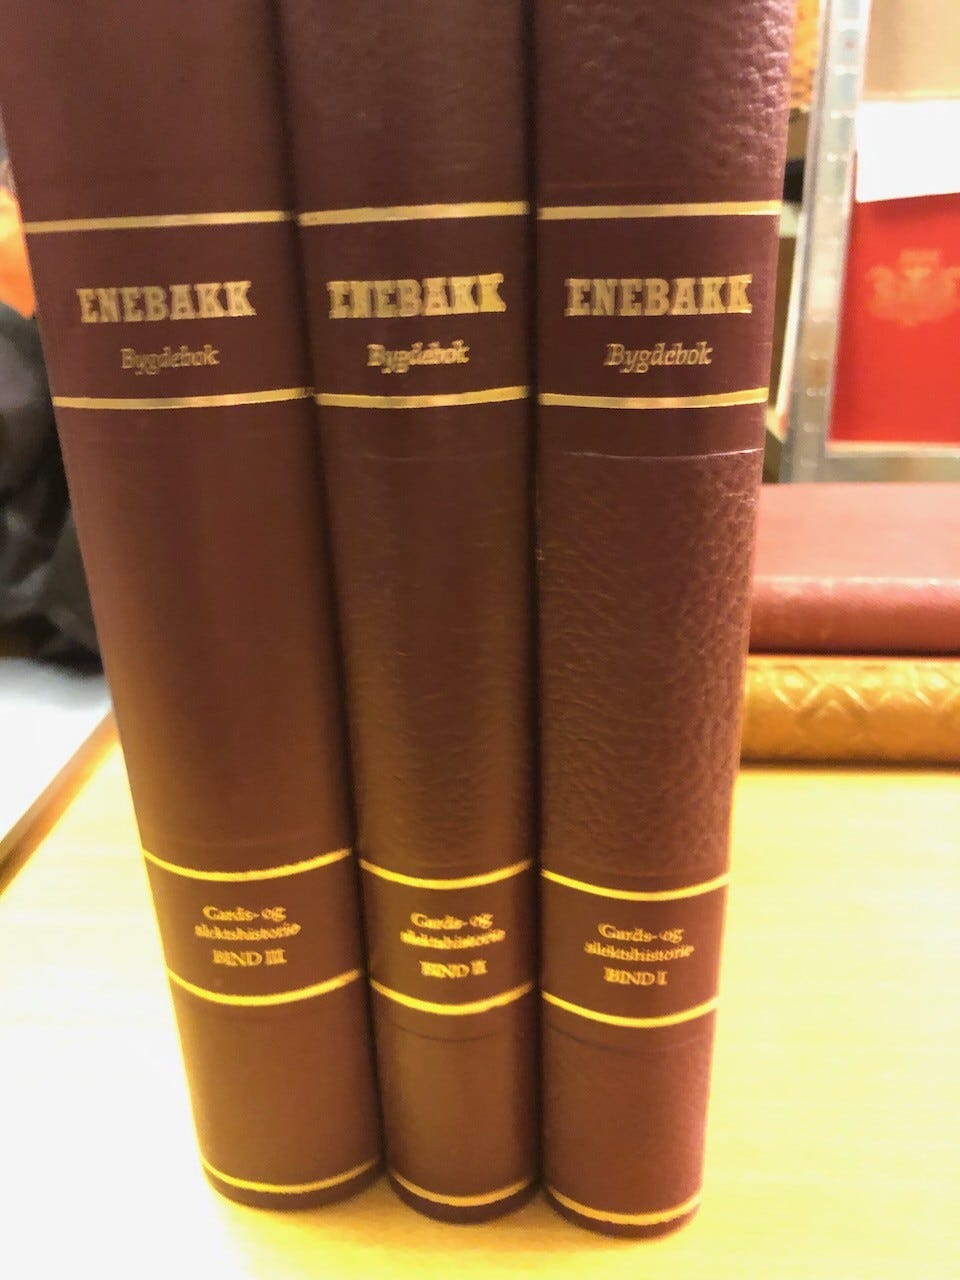 ENEBAKK
Bygdebok
Gards- og
slektshistorie
BIND III
ENEBAKK
Bygdebok
Gards- og
slektshistorie
BIND II
ENEBAKK
Bygdebok
Gards- og
slektshistorie
BIND I